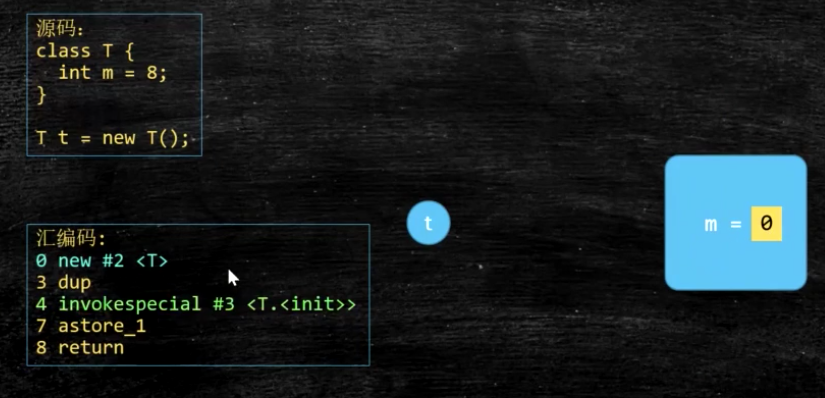 源码:
class T {
  int m = 8;
}
T t = new T();
汇编码:
0 new #2 <T>
3 dup
4 invokespecial #3 <T.<init>>
7 astore_1
8 return
t
m = 0